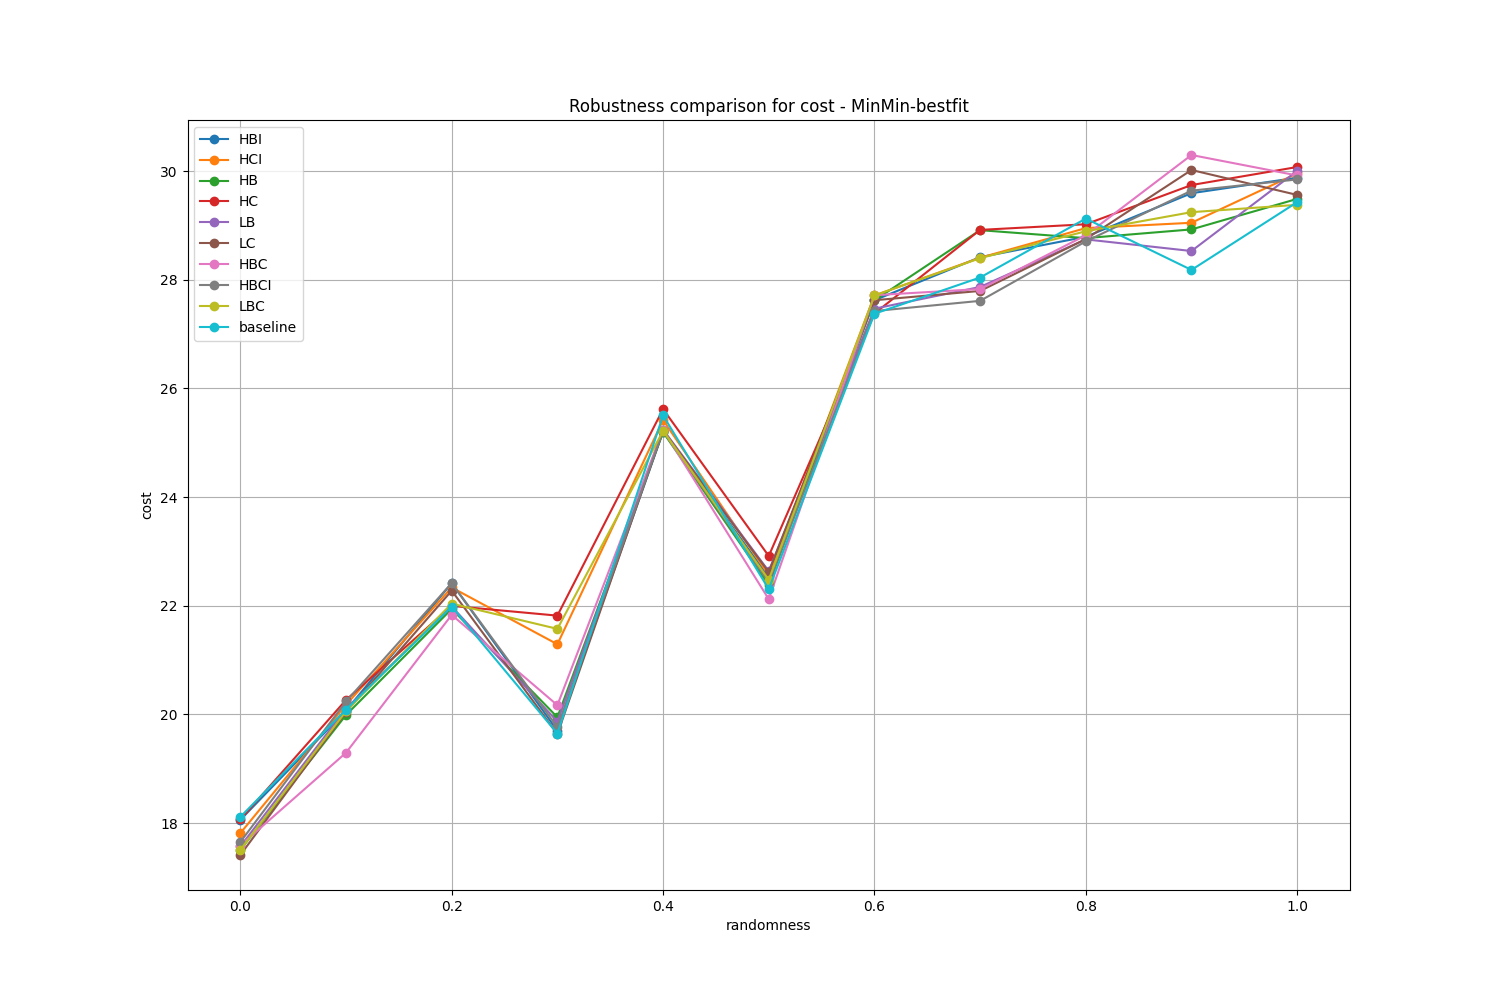 Robustness comparison for cost - MinMin-bestfit
HBI
HCI
HB
HC
LB
LC
HBC
HBCI
LBC
baseline
cost
30
28
26
24
22
20
18
0.0 0.2 0.4 0.6 0.8 1.0
randomness